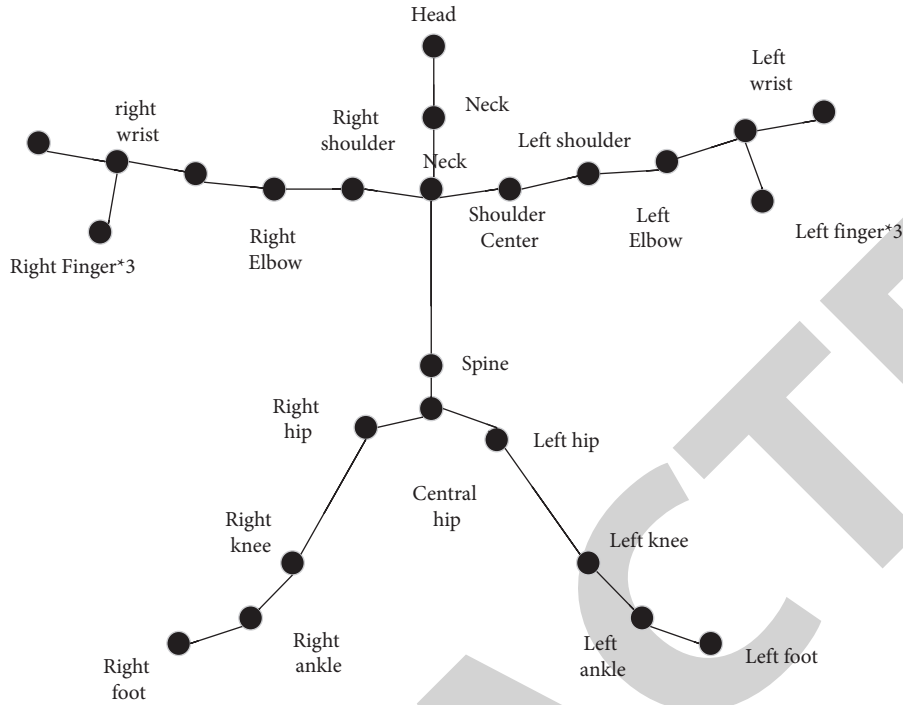 Head
Neck
Left
wrist
right
wrist
Right
shoulder
Left shoulder
Neck
Shoulder
Center
Left
Elbow
Left finger*3
Right
Elbow
Right Finger*3
Spine
Right
hip
Left hip
Central
hip
Right
knee
Left knee
Right
ankle
Left
ankle
Left foot
Right
foot